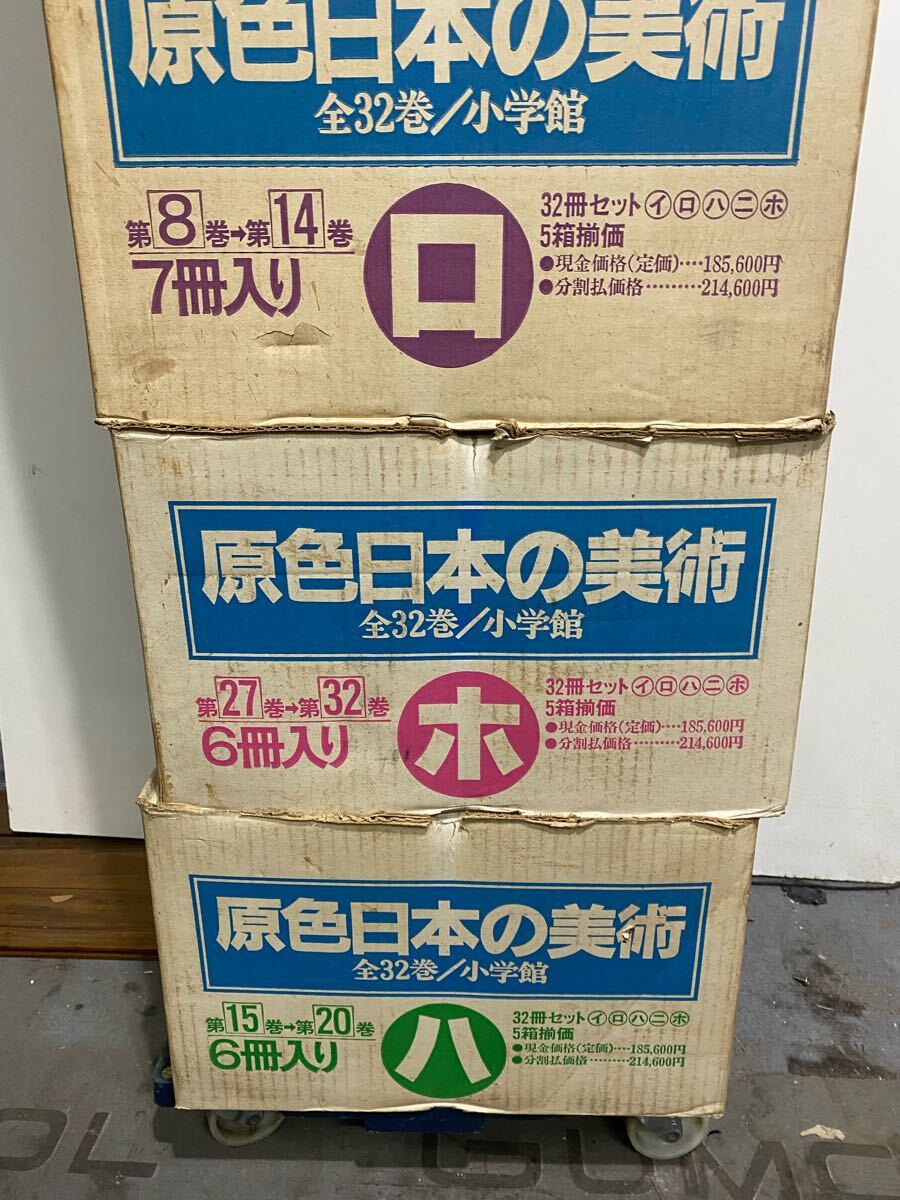 原色日本の美術
全32巻/小学館
第8巻→第14巻
7冊入り
ロ
32冊セット㋑㋺㋩㋥㋭
5箱揃価
●現金価格(定価)‥‥185,600円
●分割払価格‥‥‥‥‥214,600円
原色日本の美術
全32巻/小学館
第27巻→第32巻
6冊入り
ホ
32冊セット㋑㋺㋩㋥㋭
5箱揃価
●現金価格(定価)‥‥185,600円
●分割払価格‥‥‥‥‥214,600円
原色日本の美術
全32巻/小学館
第15巻→第20巻
6冊入り
ハ
32冊セット㋑㋺㋩㋥㋭
5箱揃価
●現金価格(定価)‥‥185,600円
●分割払価格‥‥‥‥‥214,600円